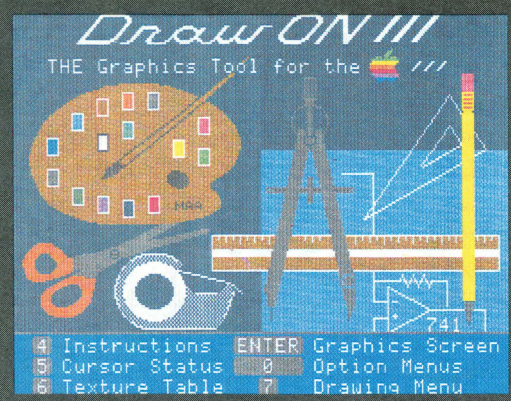 Draw ON ///
THE Graphics Tool for the ///
MAA
741
4 Instructions ENTER Graphics Screen
5 Cursor Status 0 Option Menus
6 Texture Table 7 Drawing Menu